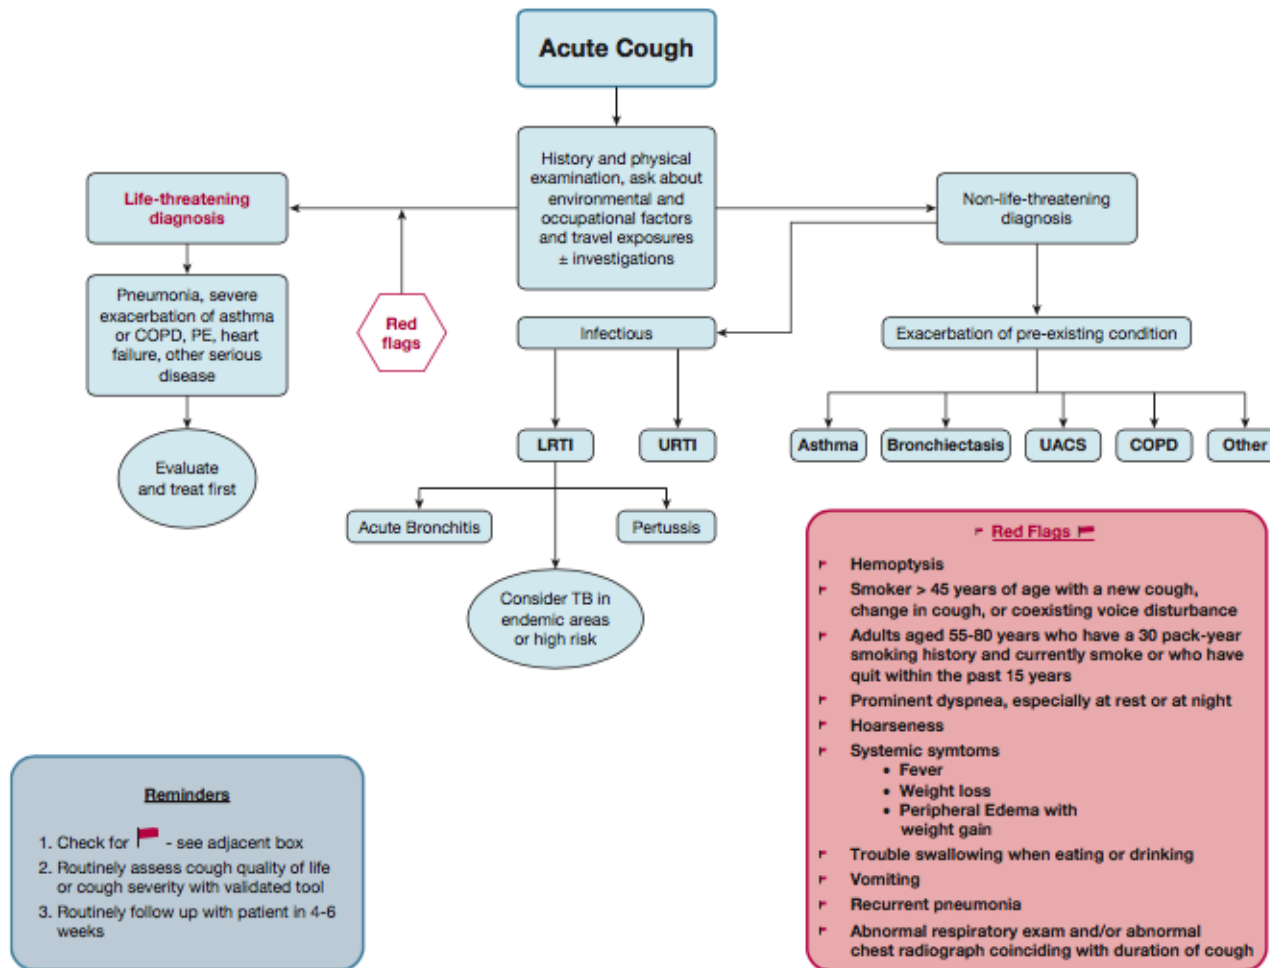 Acute Cough
History and physical
examination, ask about
environmental and
occupational factors
and travel exposures
± investigations
Life-threatening
diagnosis
Non-life-threatening
diagnosis
Pneumonia, severe
exacerbation of asthma
or COPD, PE, heart
failure, other serious
disease
Red
flags
Infectious
Exacerbation of pre-existing condition
Evaluate
and treat first
LRTI
URTI
Asthma
Bronchiectasis
UACS
COPD
Other
Acute Bronchitis
Pertussis
Consider TB in
endemic areas
or high risk
Red Flags
Hemoptysis
Smoker > 45 years of age with a new cough,
change in cough, or coexisting voice disturbance
Adults aged 55-80 years who have a 30 pack-year
smoking history and currently smoke or who have
quit within the past 15 years
Prominent dyspnea, especially at rest or at night
Hoarseness
Systemic symtoms
• Fever
• Weight loss
• Peripheral Edema with
weight gain
Trouble swallowing when eating or drinking
Vomiting
Recurrent pneumonia
Abnormal respiratory exam and/or abnormal
chest radiograph coinciding with duration of cough
Reminders
1. Check for - see adjacent box
2. Routinely assess cough quality of life
or cough severity with validated tool
3. Routinely follow up with patient in 4-6
weeks